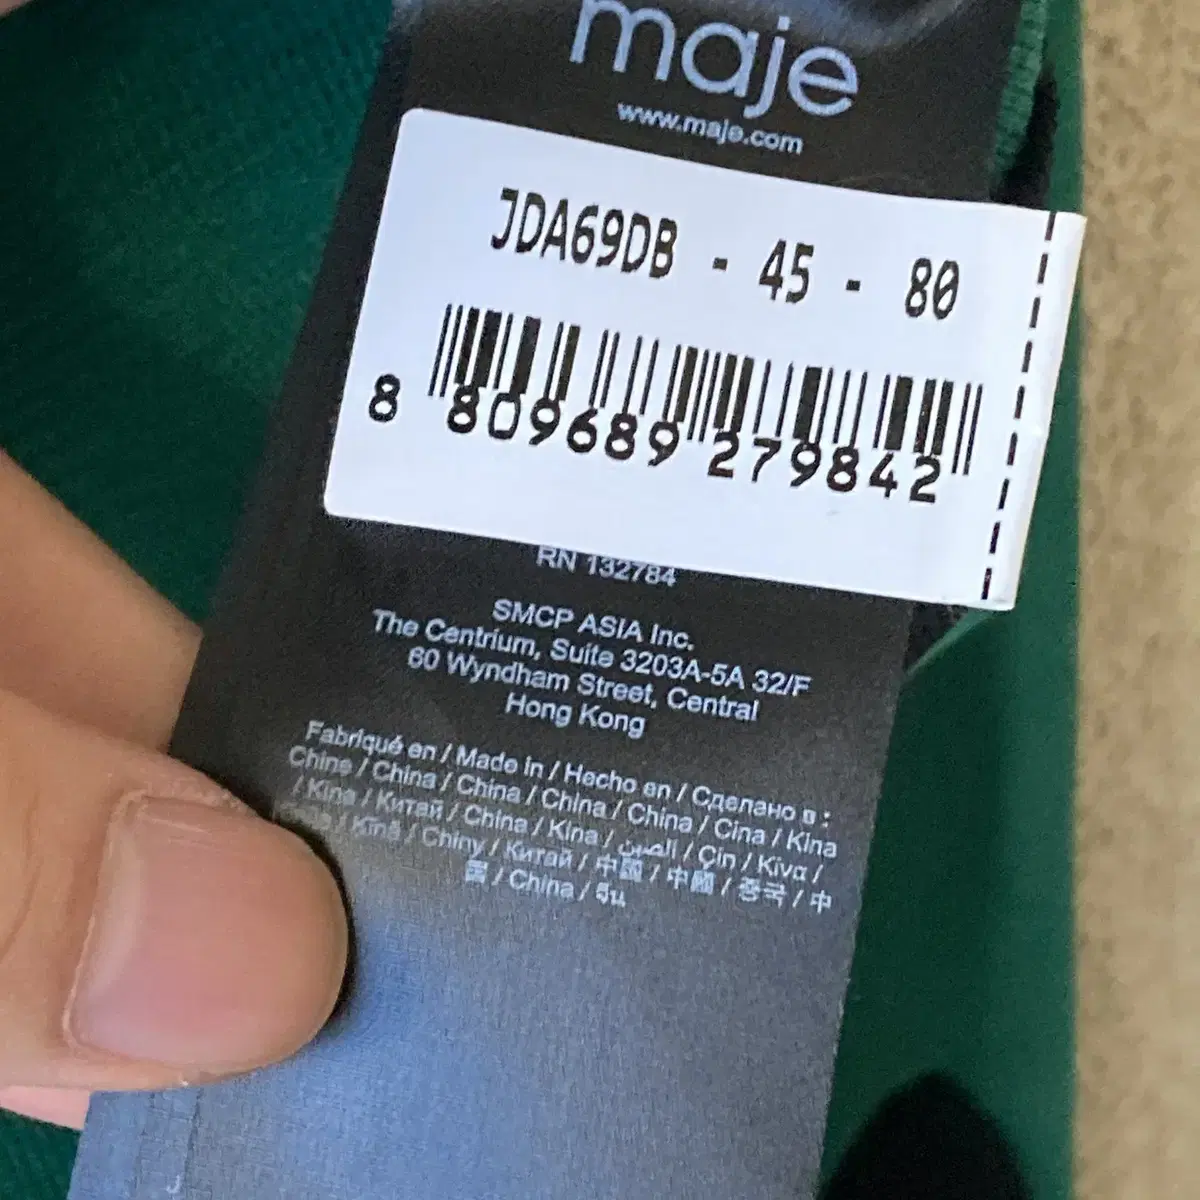 maje
www.maje.com
JDA69DB - 45 - 80
8 809689 279842
RN 132784
SMCP ASIA Inc.
The Centrium, Suite 3203A-5A 32/F
60 Wyndham Street, Central
Hong Kong
Fabriqué en / Made in / Hecho en / Сделано в :
Chine / China / China / China / China / Cina / Kina
/ Kina / Китай / China / Kina / الصين / Çin / Κίνα /
/ Kīnā / Chiny / Китай / 中國 / 中國 / 중국 / 中
国 / China / จีน